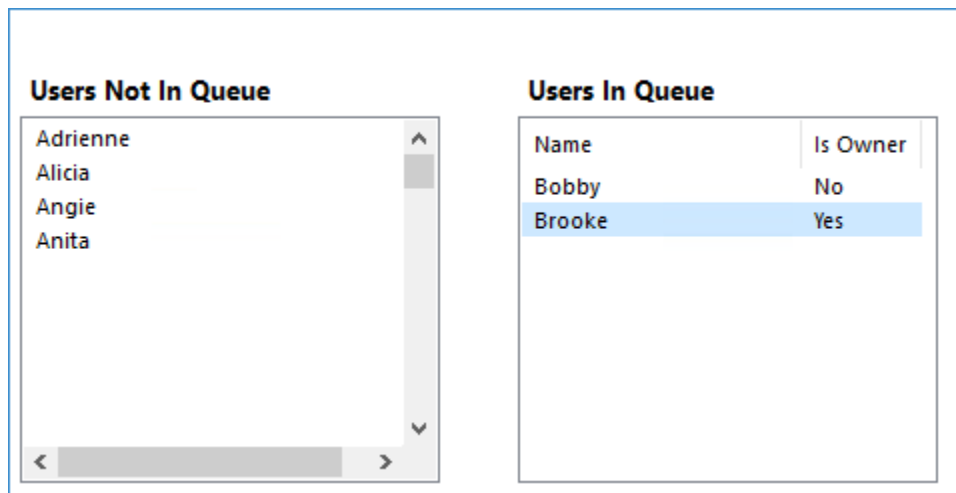 Users Not In Queue
Adrienne
Alicia
Angie
Anita
Users In Queue
Name Is Owner
Bobby No
Brooke Yes